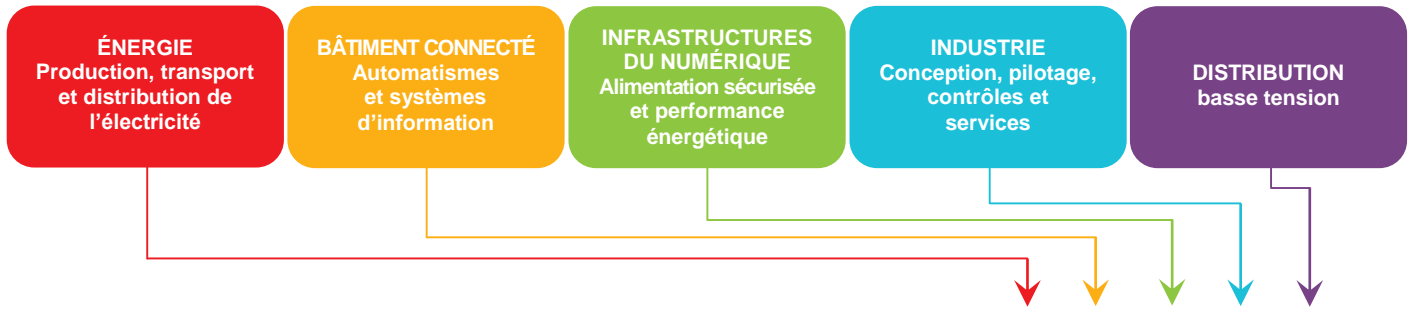 ÉNERGIE
Production, transport
et distribution de
l’électricité
BÂTIMENT CONNECTÉ
Automatismes
et systèmes
d’information
INFRASTRUCTURES
DU NUMÉRIQUE
Alimentation sécurisée
et performance
énergétique
INDUSTRIE
Conception, pilotage,
contrôles et
services
DISTRIBUTION
basse tension